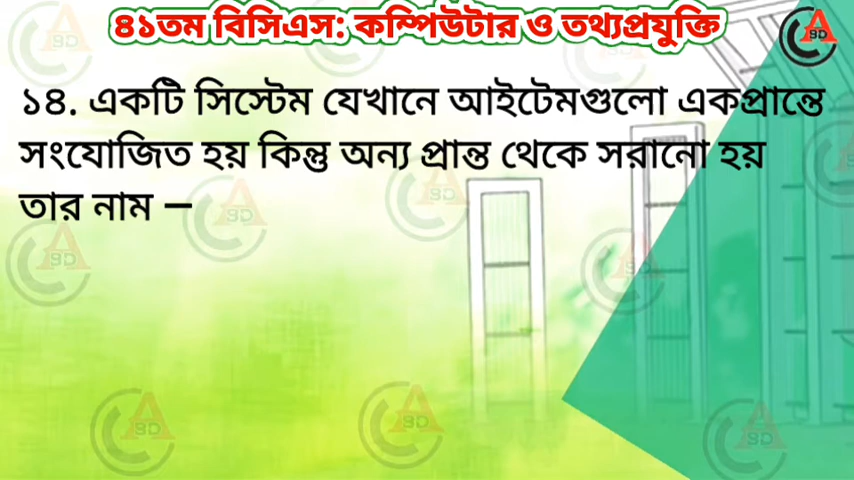 ৪১তম বিসিএস: কম্পিউটার ও তথ্যপ্রযুক্তি
১৪. একটি সিস্টেম যেখানে আইটেমগুলো একপ্রান্তে
সংযোজিত হয় কিন্তু অন্য প্রান্ত থেকে সরানো হয়
তার নাম –